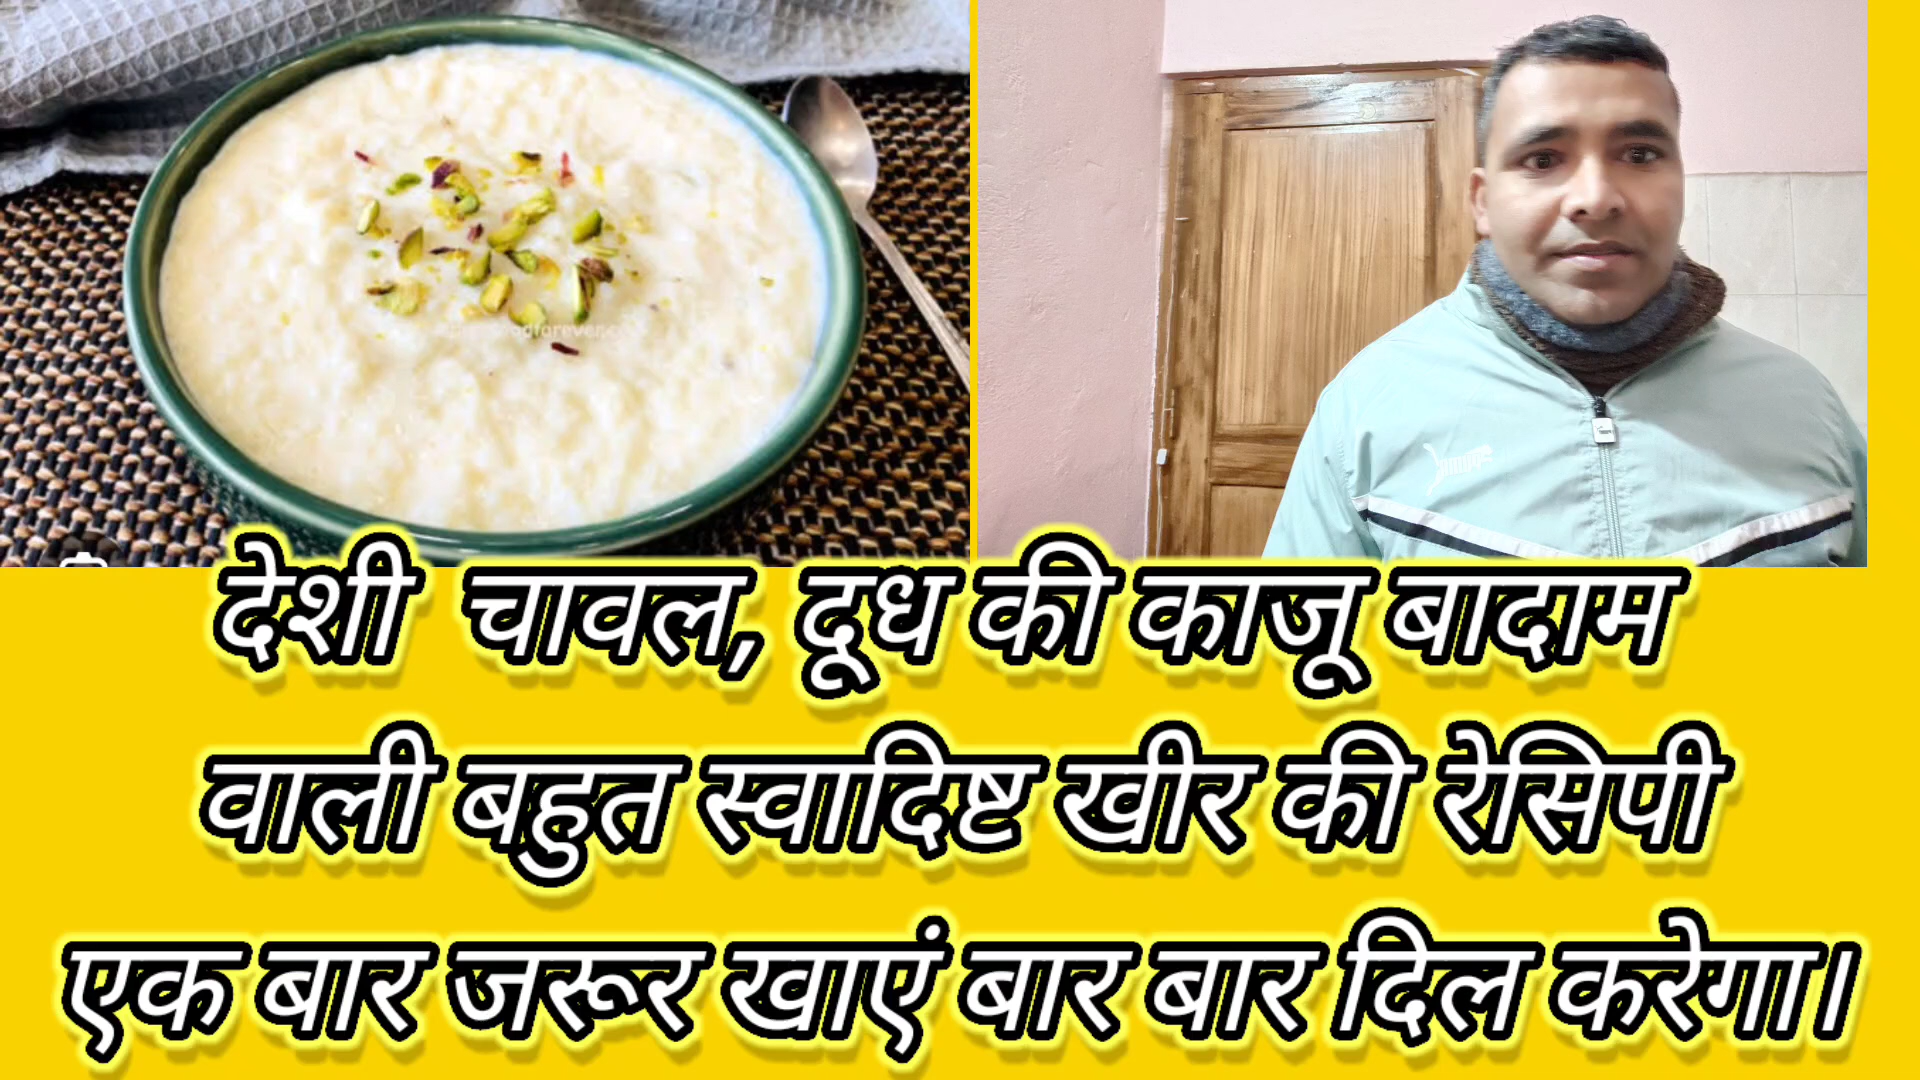 देशी चावल, दूध की काजू बादाम
वाली बहुत स्वादिष्ट खीर की रेसिपी
एक बार जरूर खाएं बार बार दिल करेगा।